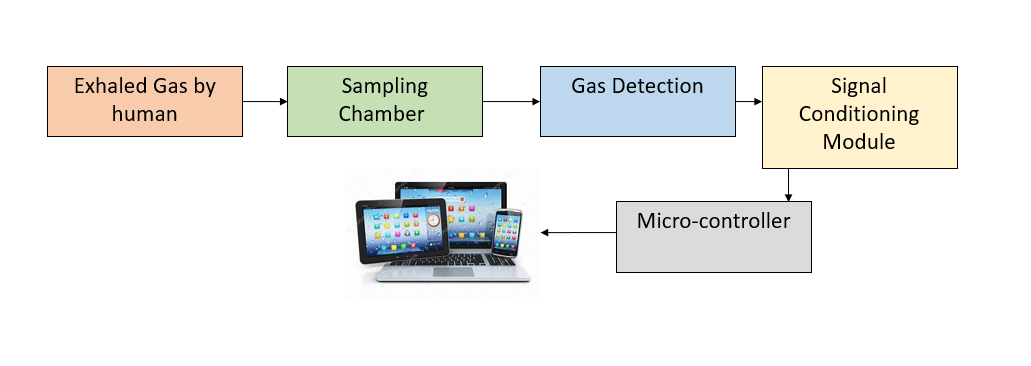 Exhaled Gas by
human
Sampling
Chamber
Gas Detection
Signal
Conditioning
Module
Micro-controller